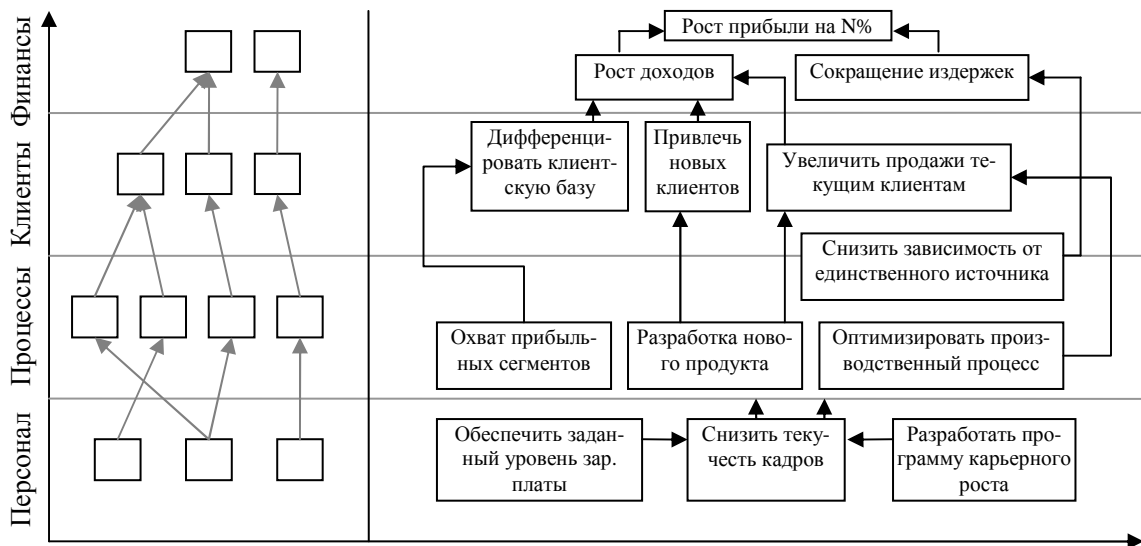 Финансы
Клиенты
Процессы
Персонал
Рост прибыли на N%
Рост доходов
Сокращение издержек
Дифференци-
ровать клиент-
скую базу
Привлечь
новых
клиентов
Увеличить продажи те
кущим клиентам
Снизить зависимость от
единственного источника
Охват прибыль-
ных сегментов
Разработка ново-
го продукта
Оптимизировать произ-
водственный процесс
Обеспечить задан-
ный уровень зар.
платы
Снизить теку-
честь кадров
Разработать про-
грамму карьерного
роста